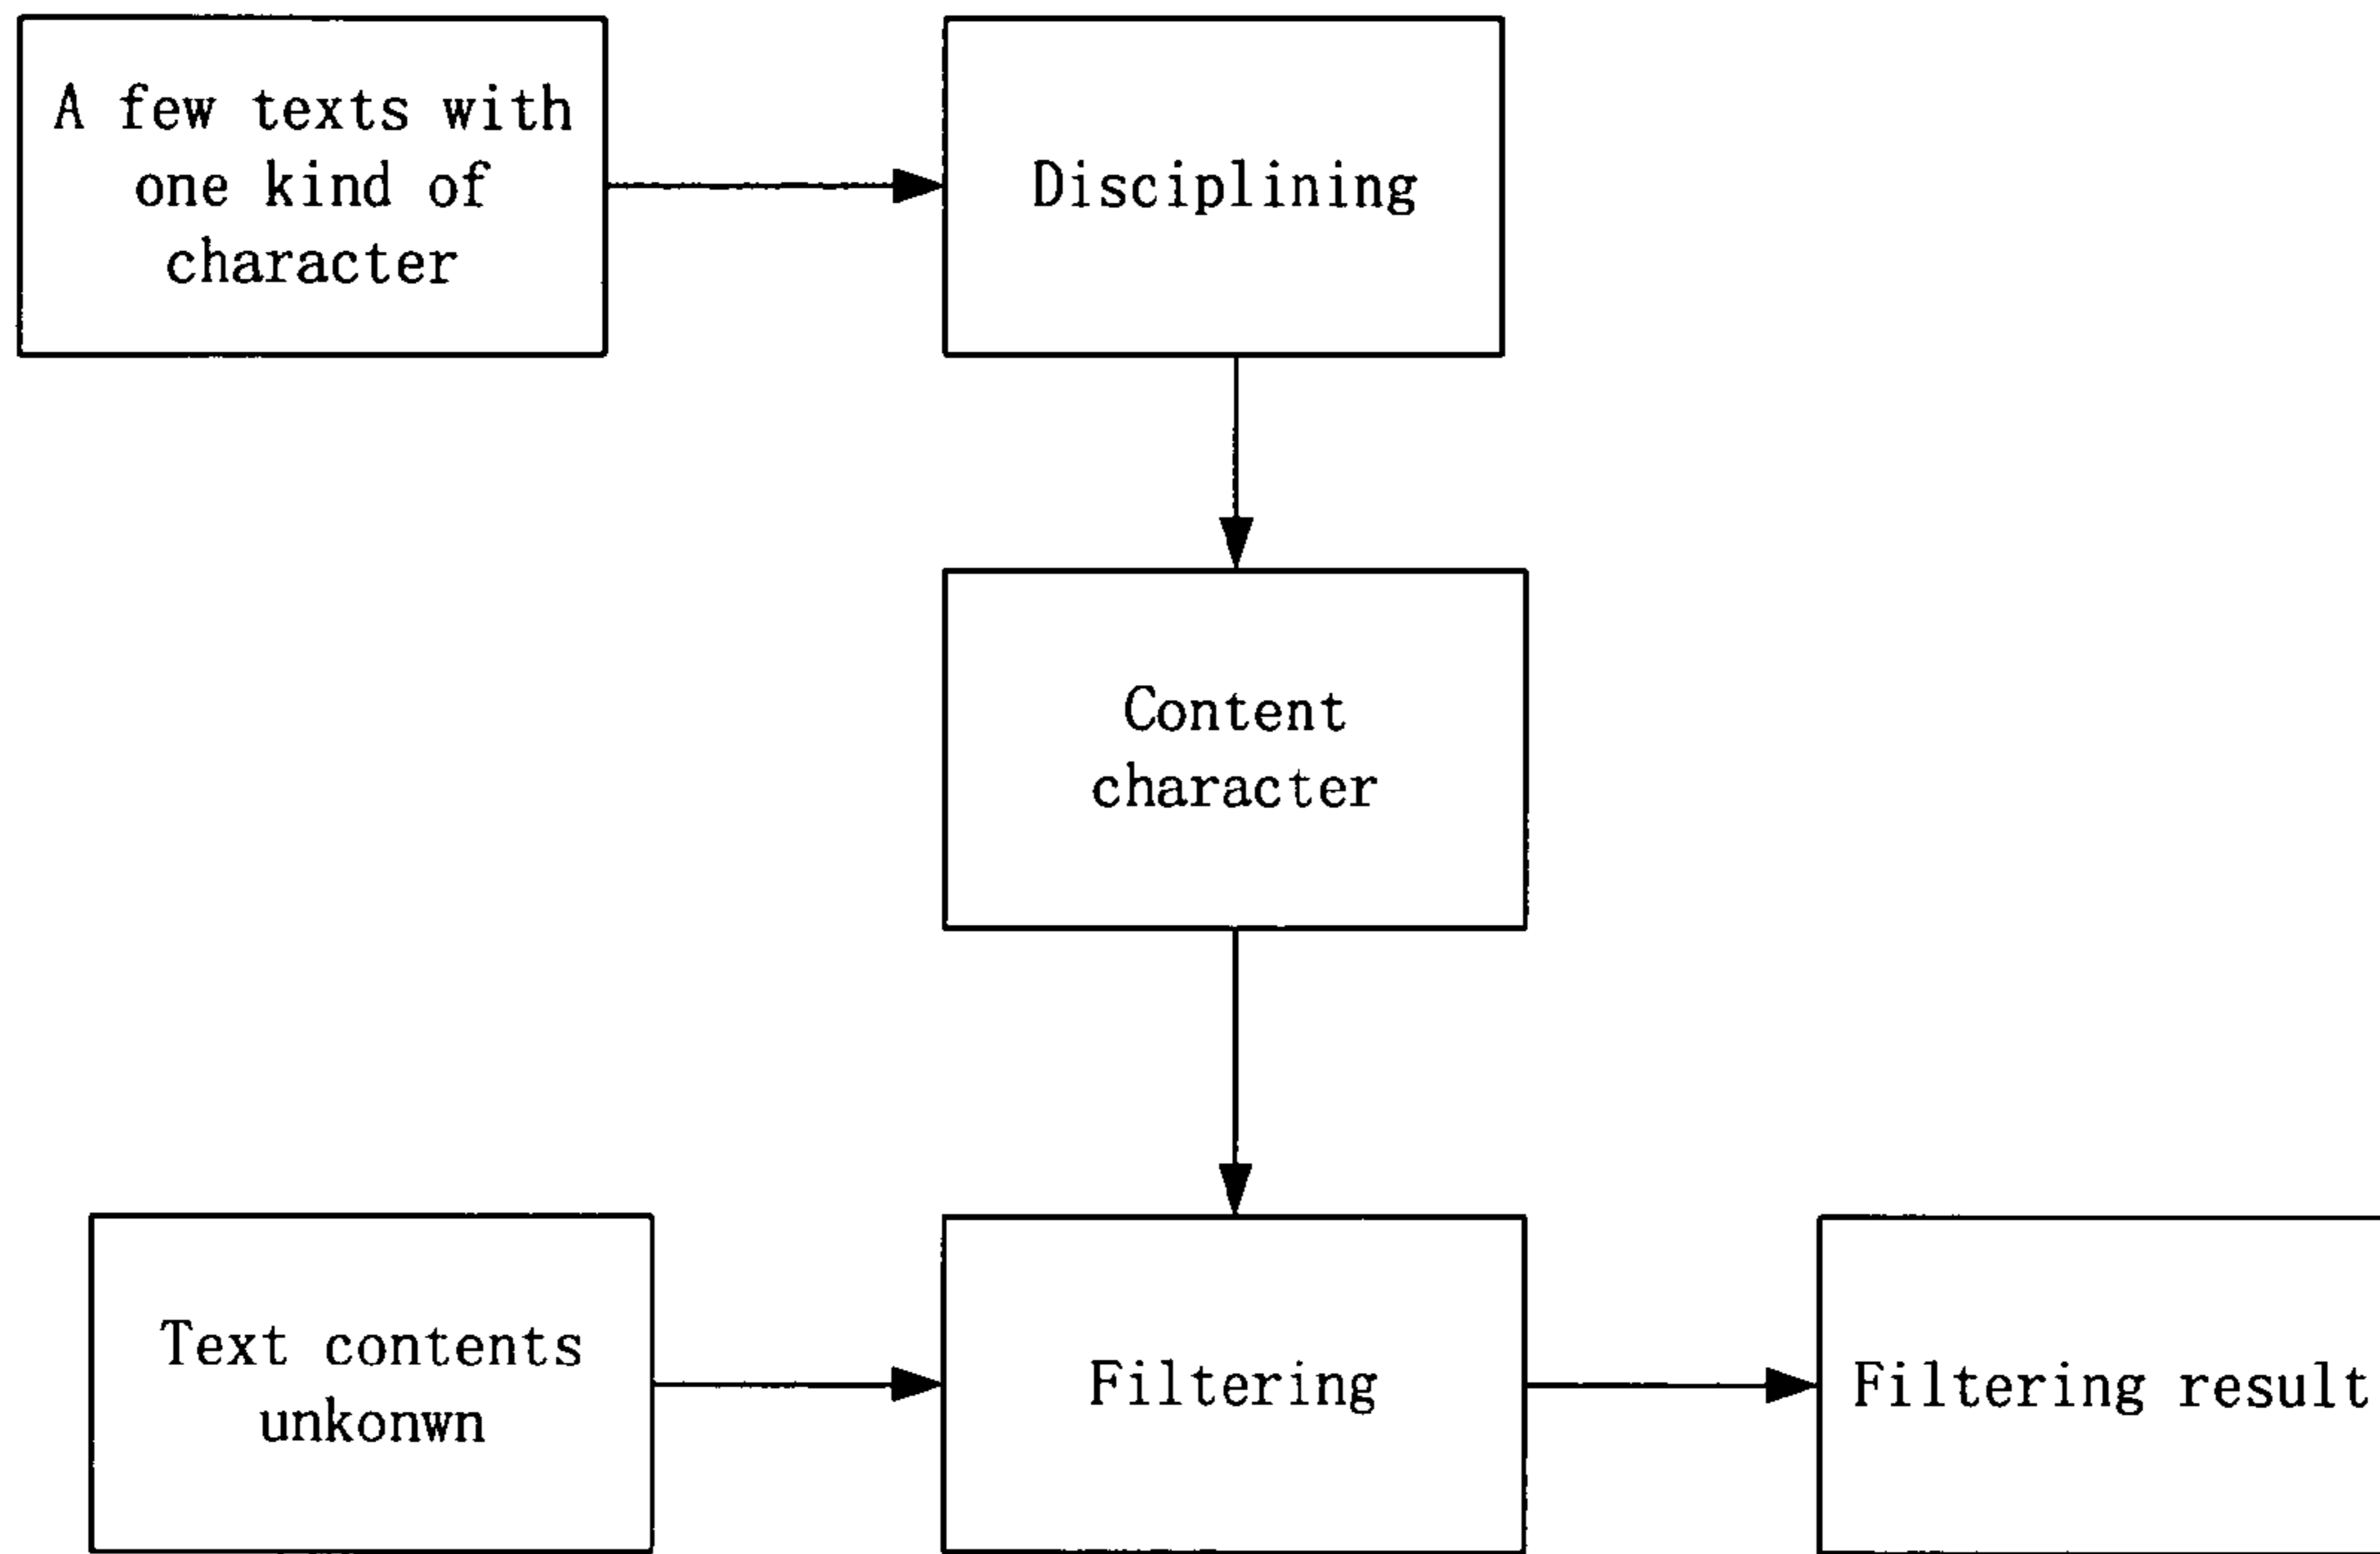 A few texts with
one kind of
character
Disciplining
Content
character
Text contents
unkonwn
Filtering
Filtering result